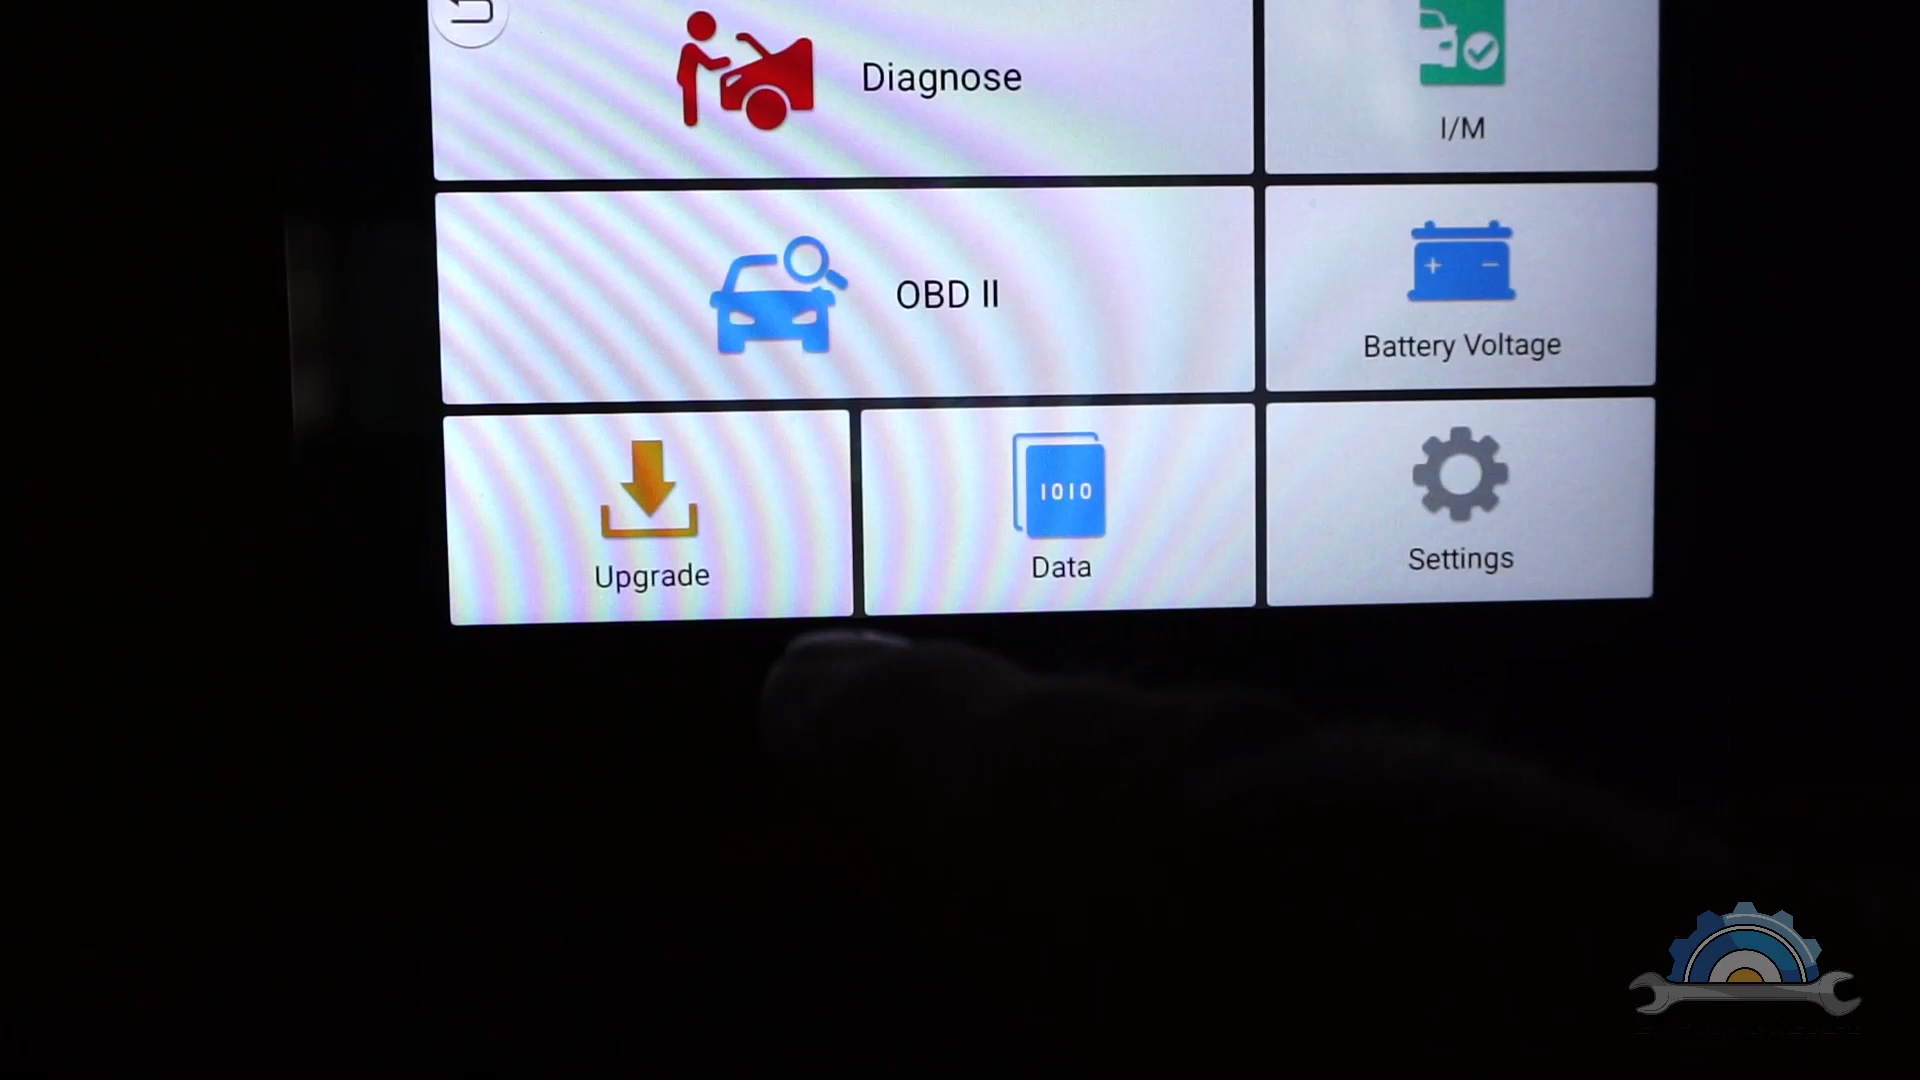 Diagnose
I/M
OBD II
+ −
Battery Voltage
1010
Upgrade
Data
Settings